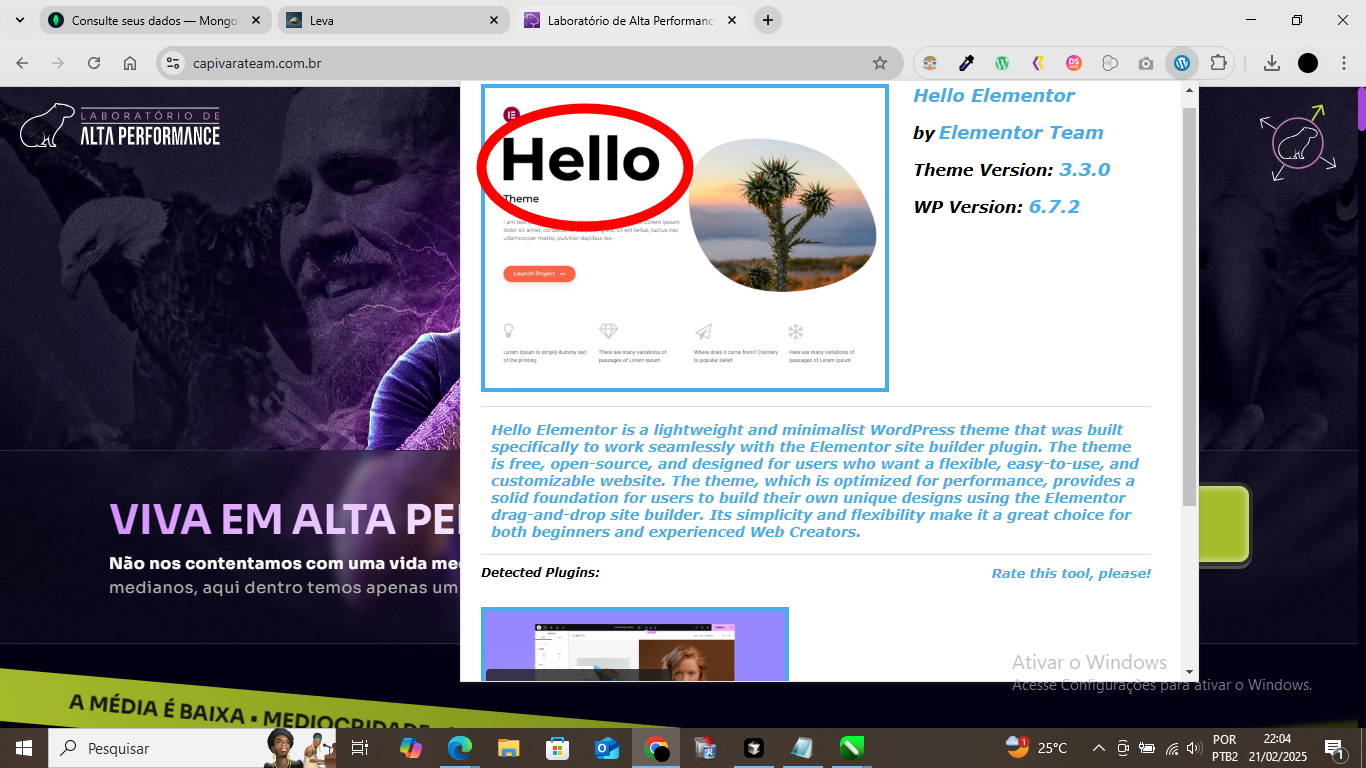 Consulte seus dados — Mongo
Leva
Laboratório de Alta Performanc
capivarateam.com.br
LABORATÓRIO DE
ALTA PERFORMANCE
Hello
Theme
Launch Project
Lorem Ipsum is simply dummy text
of the printing
There are many variations of
passages of Lorem Ipsum
Where does it come from? Contrary
to popular belief
Here are many variations of
passages of Lorem Ipsum
Hello Elementor
by Elementor Team
Theme Version: 3.3.0
WP Version: 6.7.2
Hello Elementor is a lightweight and minimalist WordPress theme that was built
specifically to work seamlessly with the Elementor site builder plugin. The theme
is free, open-source, and designed for users who want a flexible, easy-to-use, and
customizable website. The theme, which is optimized for performance, provides a
solid foundation for users to build their own unique designs using the Elementor
drag-and-drop site builder. Its simplicity and flexibility make it a great choice for
both beginners and experienced Web Creators.
Detected Plugins:
Rate this tool, please!
VIVA EM ALTA PE
Não nos contentamos com uma vida me
medianos, aqui dentro temos apenas um
A MÉDIA É BAIXA • MEDIOCRIDADE
Ativar o Windows
Acesse Configurações para ativar o Windows.
Pesquisar
1
25°C
POR
PTB2
22:04
21/02/2025
1